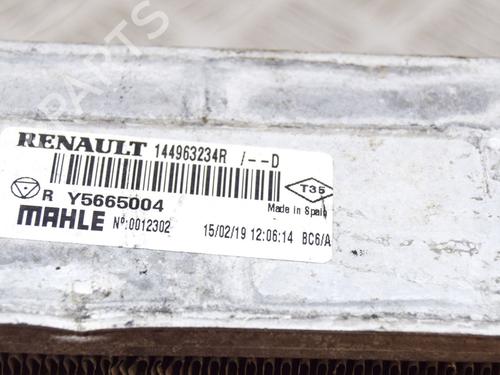 PARTS
RENAULT 144963234R /--D
T35
Made in Spain
R Y5665004
MAHLE Nº:0012302 15/02/19 12:06:14 BC6/A